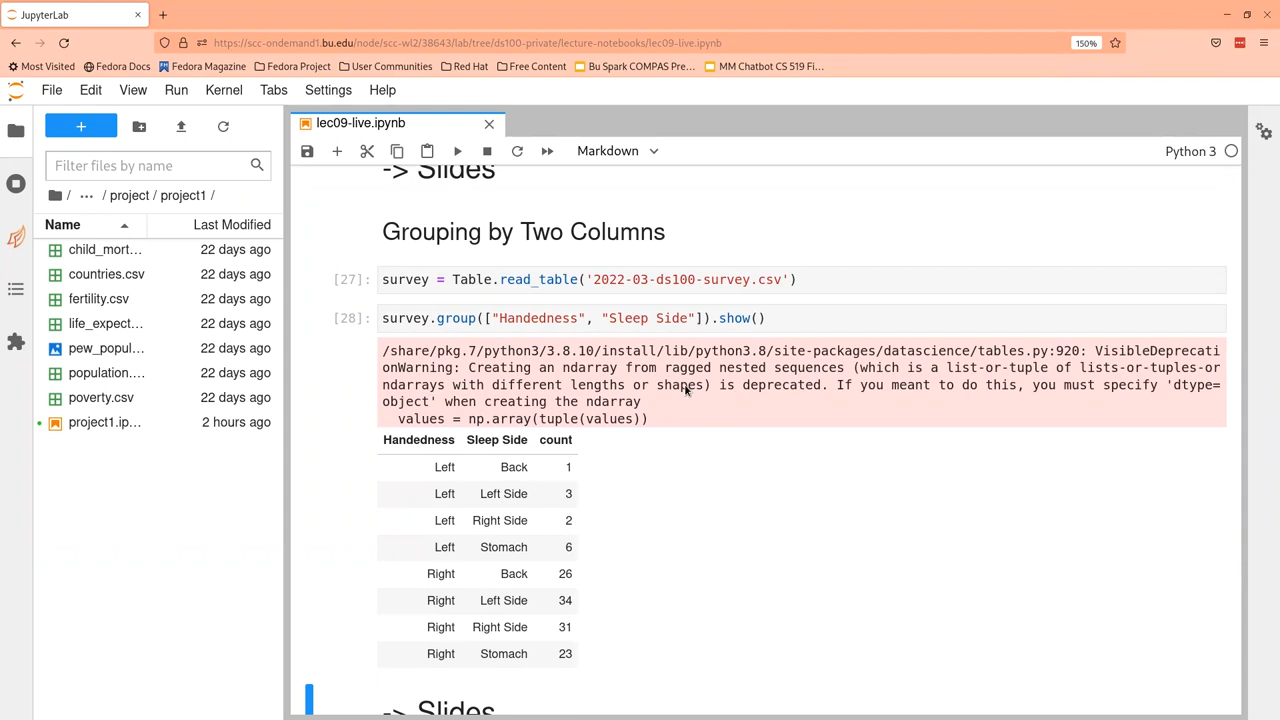 JupyterLab
https://scc-ondemand1.bu.edu/node/scc-wl2/38643/lab/tree/ds100-private/lecture-notebooks/lec09-live.ipynb
150%
Most Visited Fedora Docs Fedora Magazine Fedora Project User Communities Red Hat Free Content Bu Spark COMPAS Pre… MM Chatbot CS 519 Fi…
File Edit View Run Kernel Tabs Settings Help
lec09-live.ipynb
Markdown
Python 3
Filter files by name
/ … / project / project1 /
Name Last Modified
child_mort… 22 days ago
countries.csv 22 days ago
fertility.csv 22 days ago
life_expect… 22 days ago
pew_popul… 22 days ago
population.… 22 days ago
poverty.csv 22 days ago
project1.ip… 2 hours ago
-> Slides
Grouping by Two Columns
[27]: survey = Table.read_table('2022-03-ds100-survey.csv')
[28]: survey.group(["Handedness", "Sleep Side"]).show()
/share/pkg.7/python3/3.8.10/install/lib/python3.8/site-packages/datascience/tables.py:920: VisibleDeprecati
onWarning: Creating an ndarray from ragged nested sequences (which is a list-or-tuple of lists-or-tuples-or
ndarrays with different lengths or shapes) is deprecated. If you meant to do this, you must specify 'dtype=
object' when creating the ndarray
values = np.array(tuple(values))
Handedness Sleep Side count
Left Back 1
Left Left Side 3
Left Right Side 2
Left Stomach 6
Right Back 26
Right Left Side 34
Right Right Side 31
Right Stomach 23
-> Slides